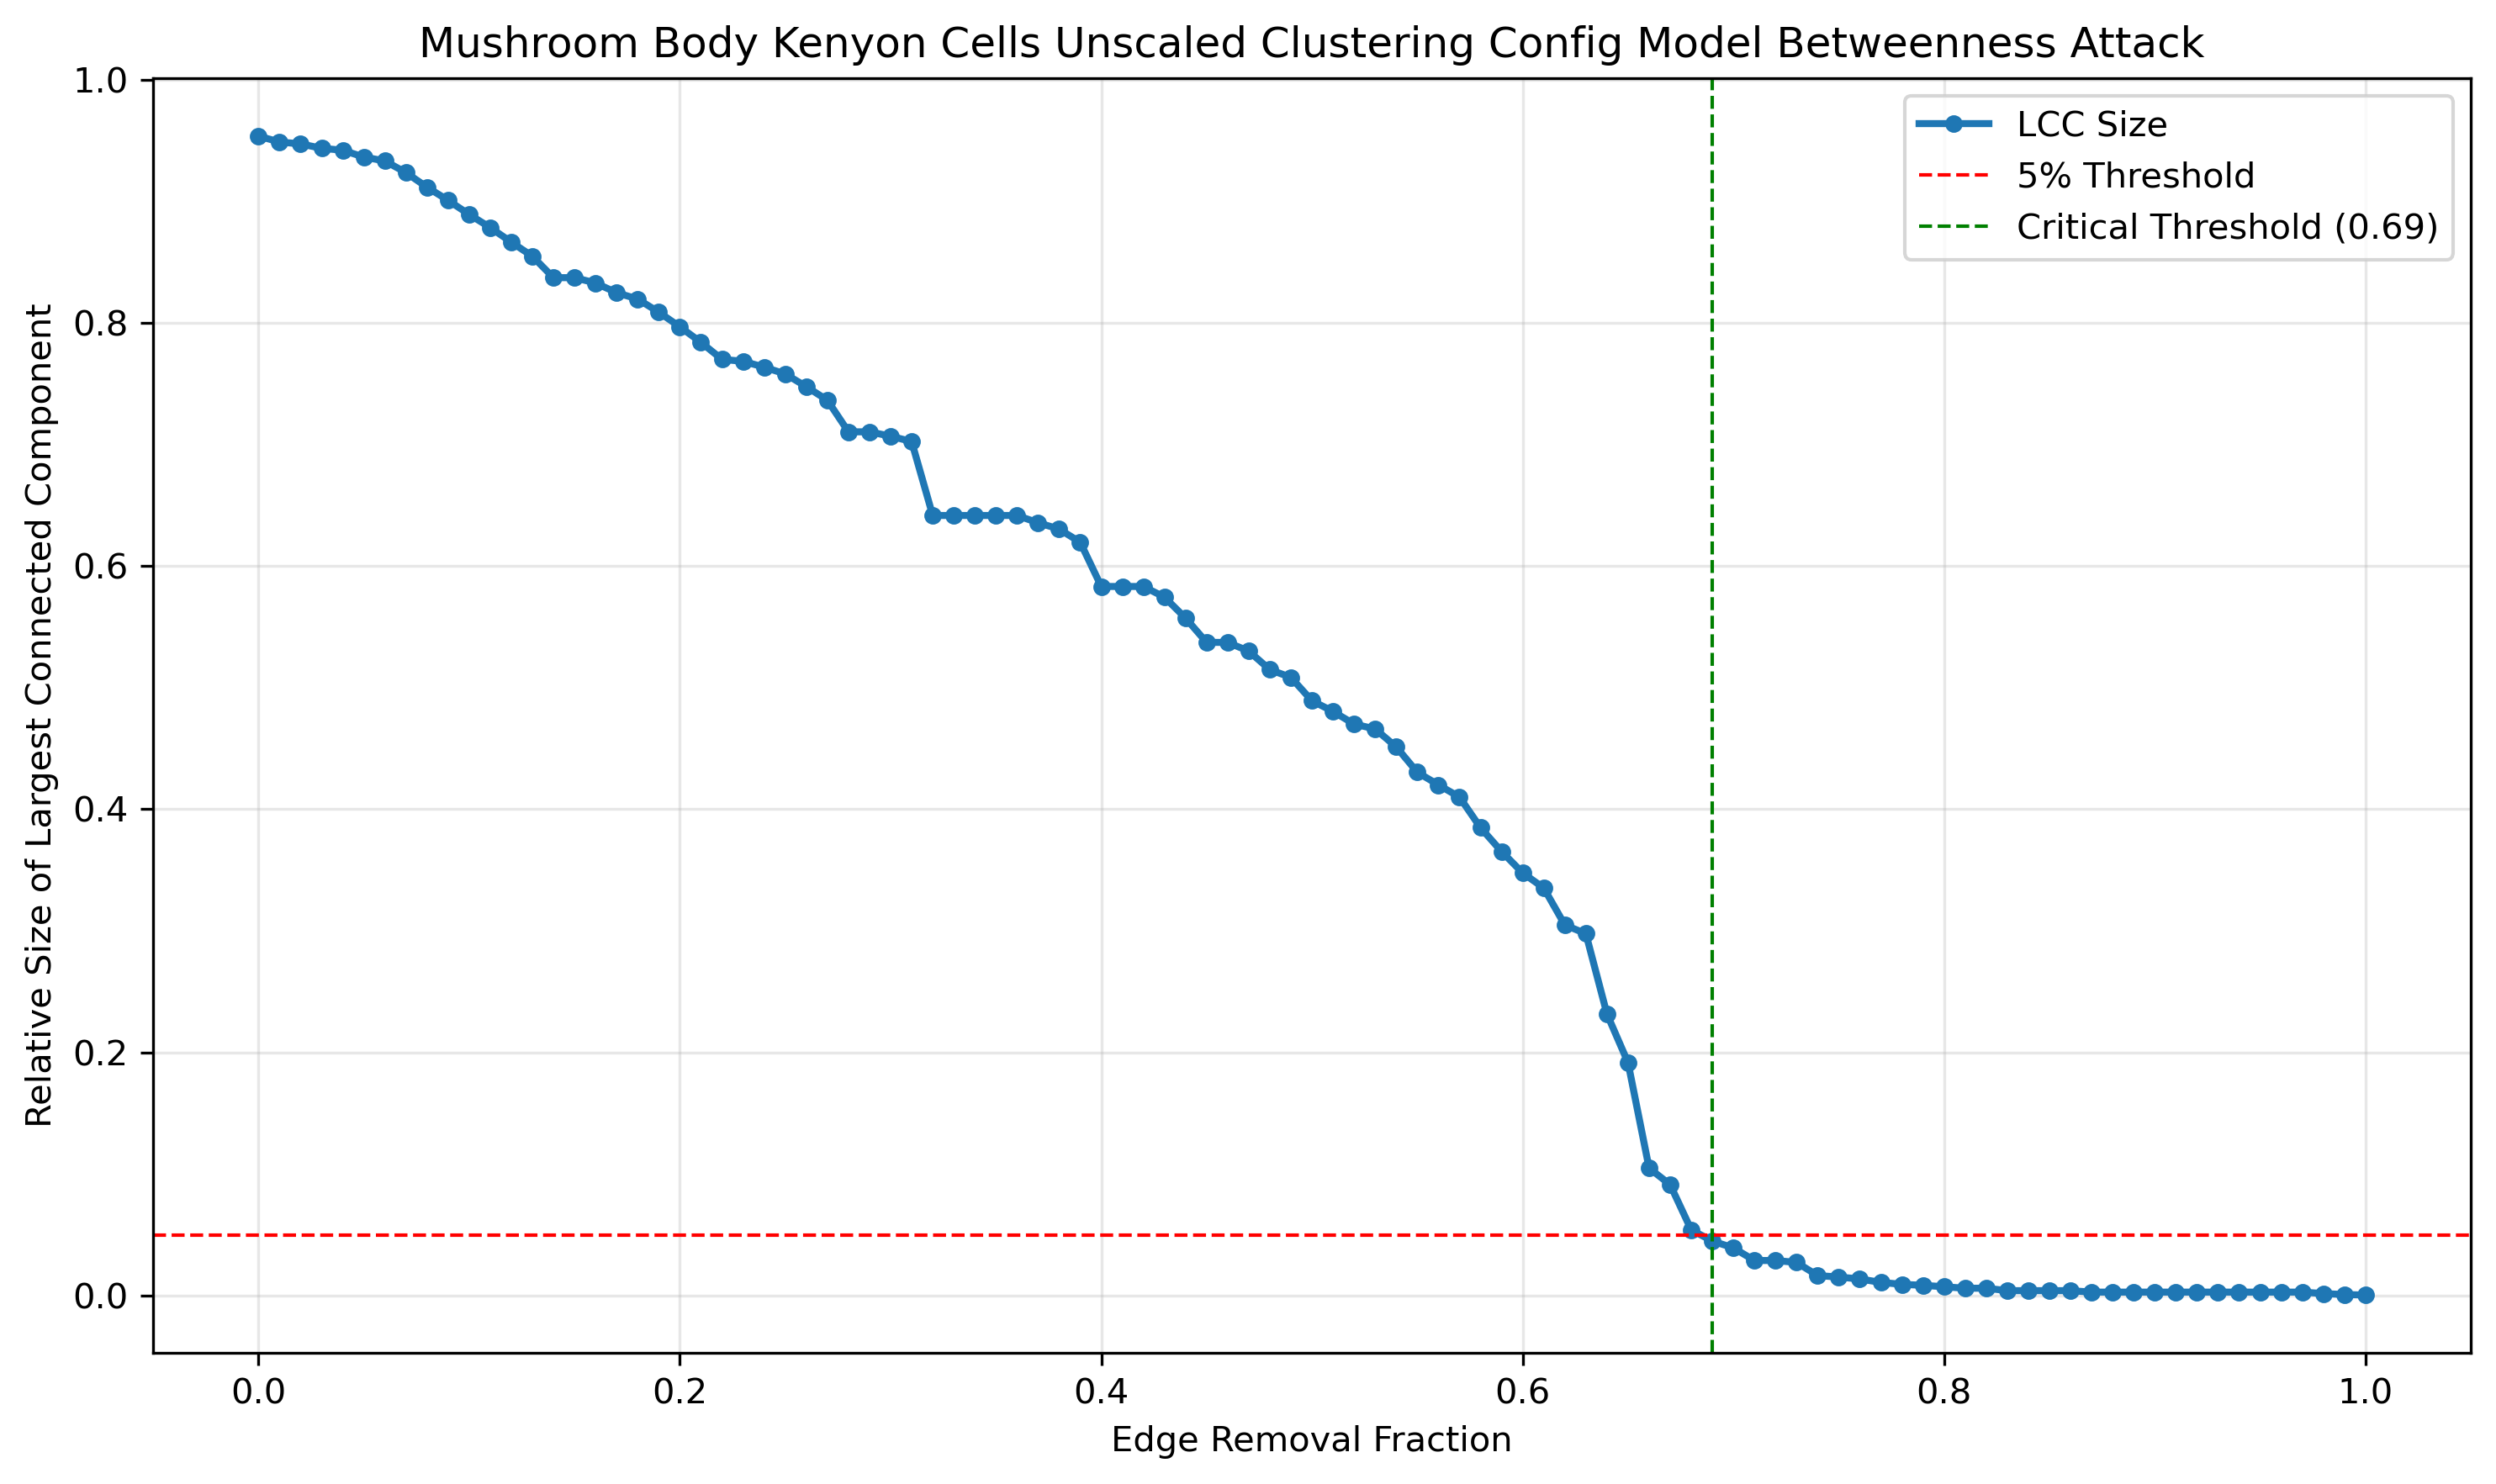 Mushroom Body Kenyon Cells Unscaled Clustering Config Model Betweenness Attack
LCC Size
5% Threshold
Critical Threshold (0.69)
Relative Size of Largest Connected Component
1.0
0.8
0.6
0.4
0.2
0.0
0.0
0.2
0.4
0.6
0.8
1.0
Edge Removal Fraction